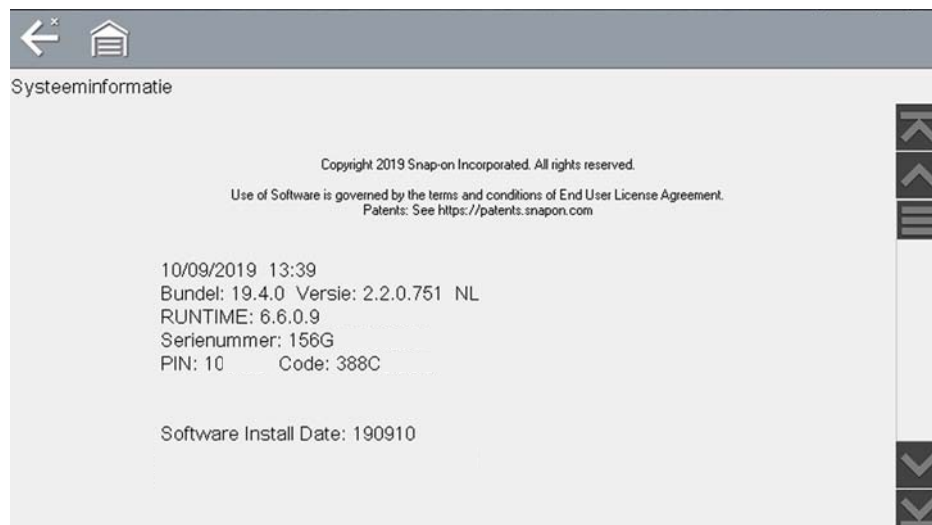 Systeeminformatie
Copyright 2019 Snap-on Incorporated. All rights reserved.
Use of Software is governed by the terms and conditions of End User License Agreement.
Patents: See https://patents.snapon.com
10/09/2019 13:39
Bundel: 19.4.0 Versie: 2.2.0.751 NL
RUNTIME: 6.6.0.9
Serienummer: 156G
PIN: 10 Code: 388C
Software Install Date: 190910